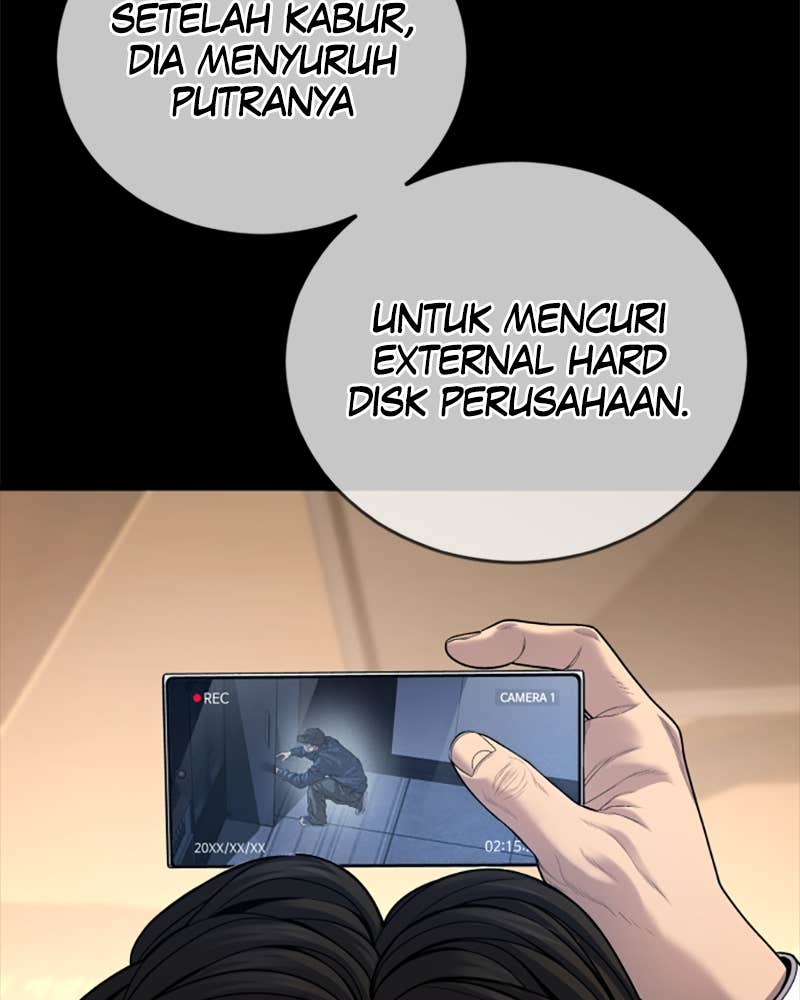 SETELAH KABUR,
DIA MENYURUH
PUTRANYA
UNTUK MENCURI
EXTERNAL HARD
DISK PERUSAHAAN.
REC
CAMERA 1
20XX/XX/XX
02:15